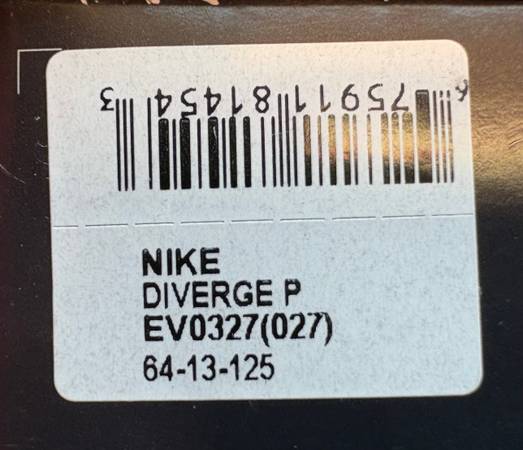 6 75911 81454 3
NIKE
DIVERGE P
EV0327(027)
64-13-125